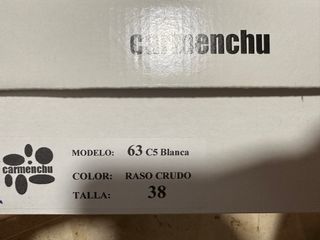 carmenchu
carmenchu
MODELO: 63 C5 Blanca
COLOR: RASO CRUDO
TALLA: 38